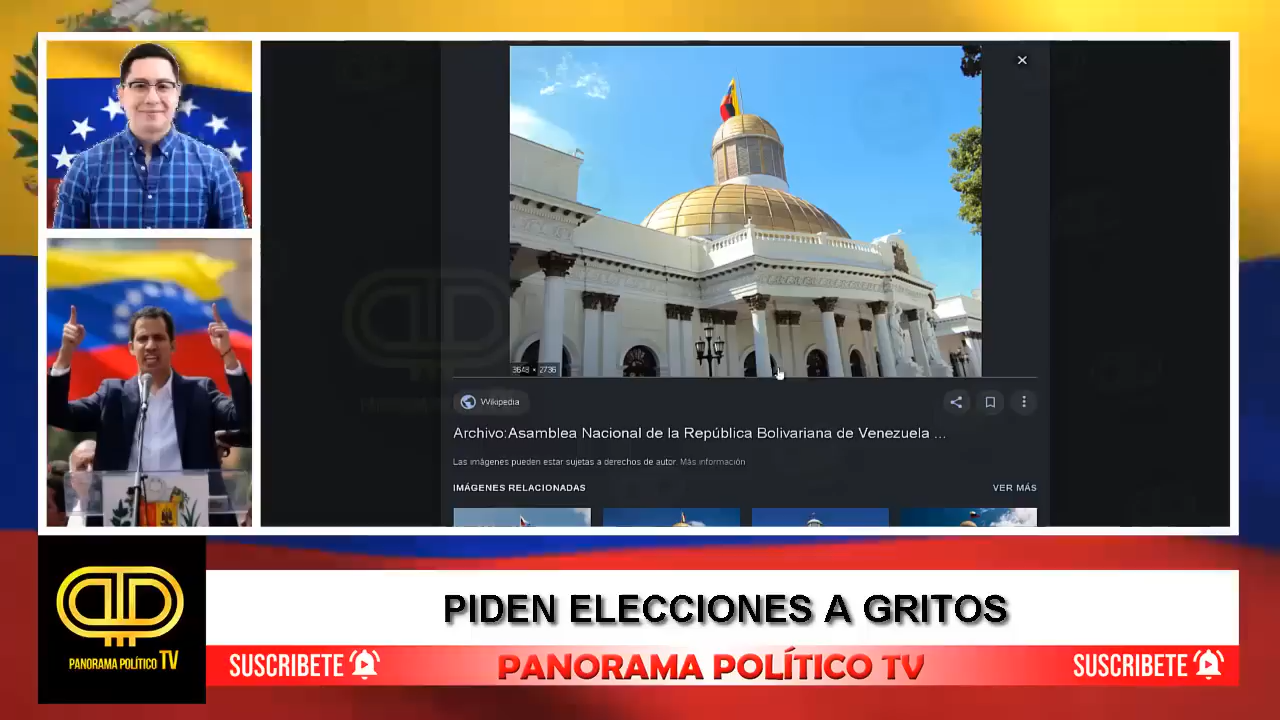 3648 × 2736
Wikipedia
Archivo:Asamblea Nacional de la República Bolivariana de Venezuela ...
Las imágenes pueden estar sujetas a derechos de autor. Más información
IMÁGENES RELACIONADAS
VER MÁS
PIDEN ELECCIONES A GRITOS
PANORAMA POLÍTICO TV
SUSCRIBETE
PANORAMA POLÍTICO TV
SUSCRIBETE